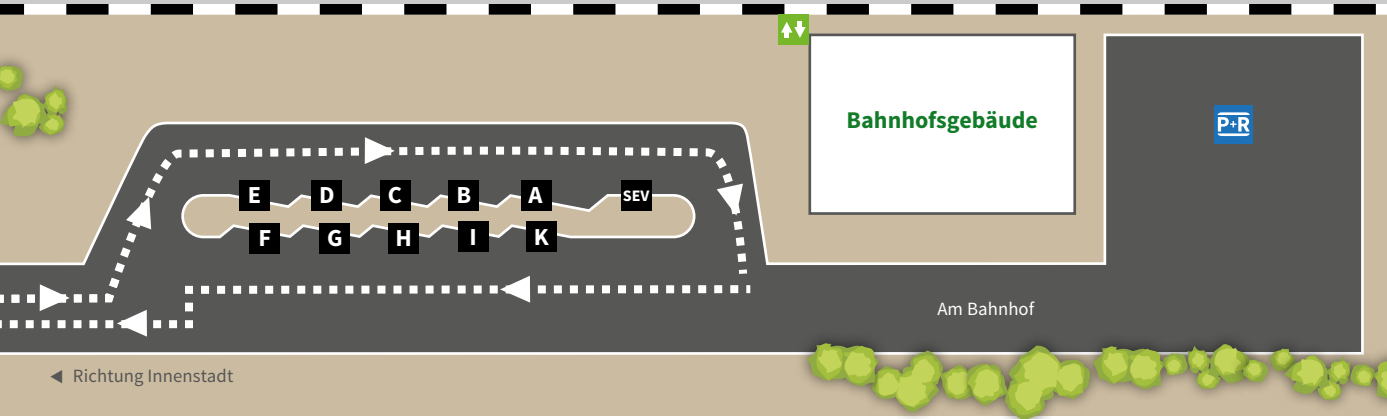 Bahnhofsgebäude
P+R
E D C B A SEV
F G H I K
Am Bahnhof
Richtung Innenstadt